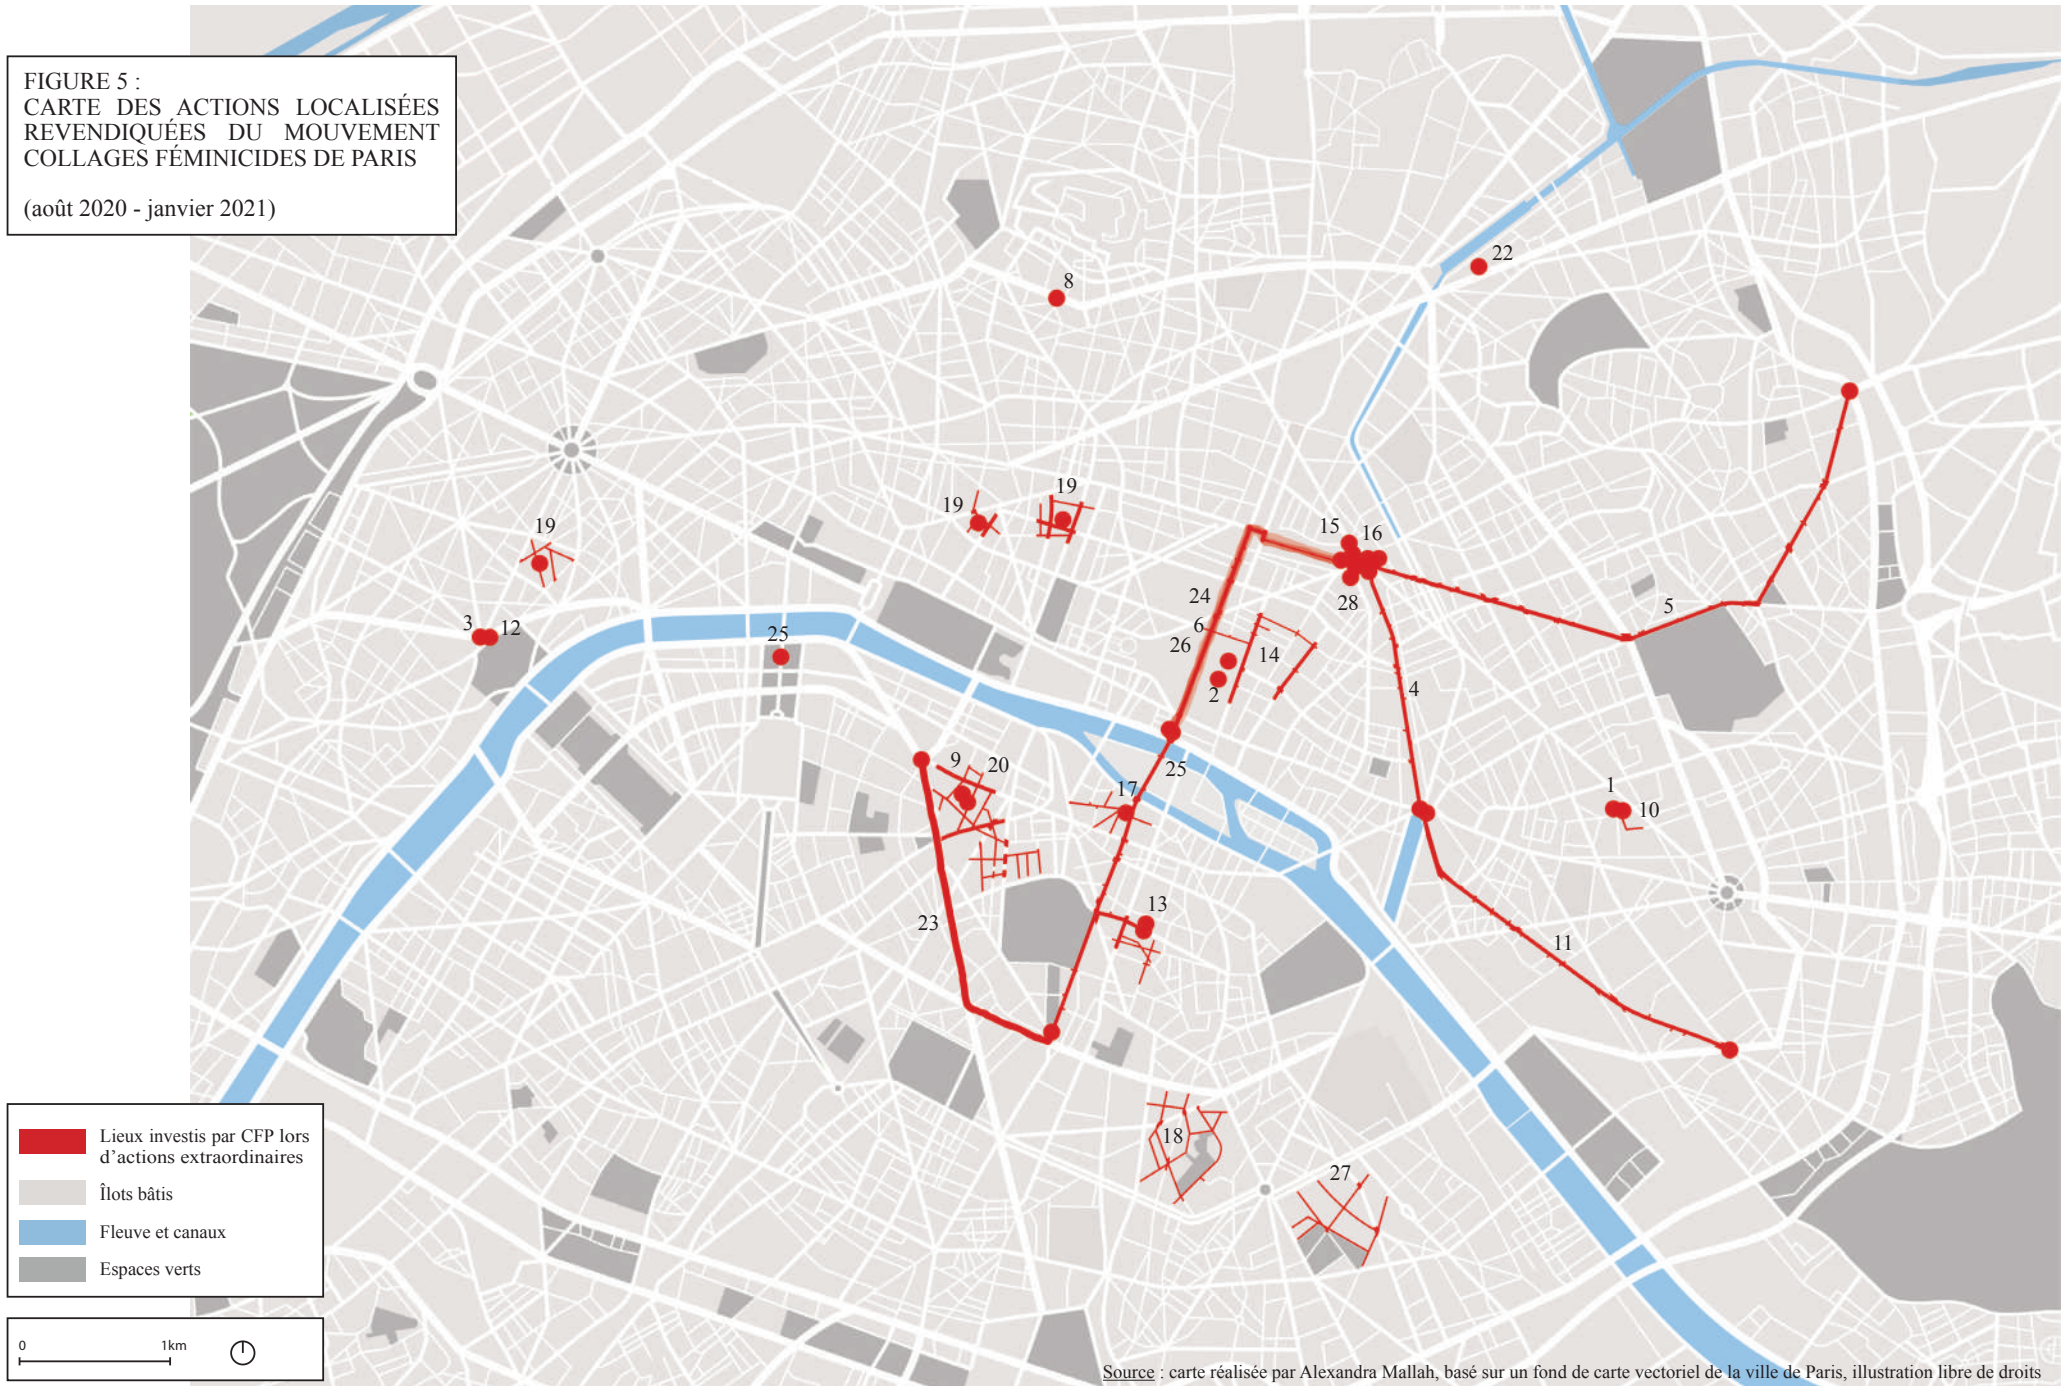 FIGURE 5 :
CARTE DES ACTIONS LOCALISÉES
REVENDIQUÉES DU MOUVEMENT
COLLAGES FÉMINICIDES DE PARIS
(août 2020 - janvier 2021)
22
8
19
19
19
15
16
24
28
5
6
26
3
12
25
14
2
4
9
20
25
17
1
10
13
23
11
18
27
Lieux investis par CFP lors
d'actions extraordinaires
Îlots bâtis
Fleuve et canaux
Espaces verts
0
1km
Source : carte réalisée par Alexandra Mallah, basé sur un fond de carte vectoriel de la ville de Paris, illustration libre de droits